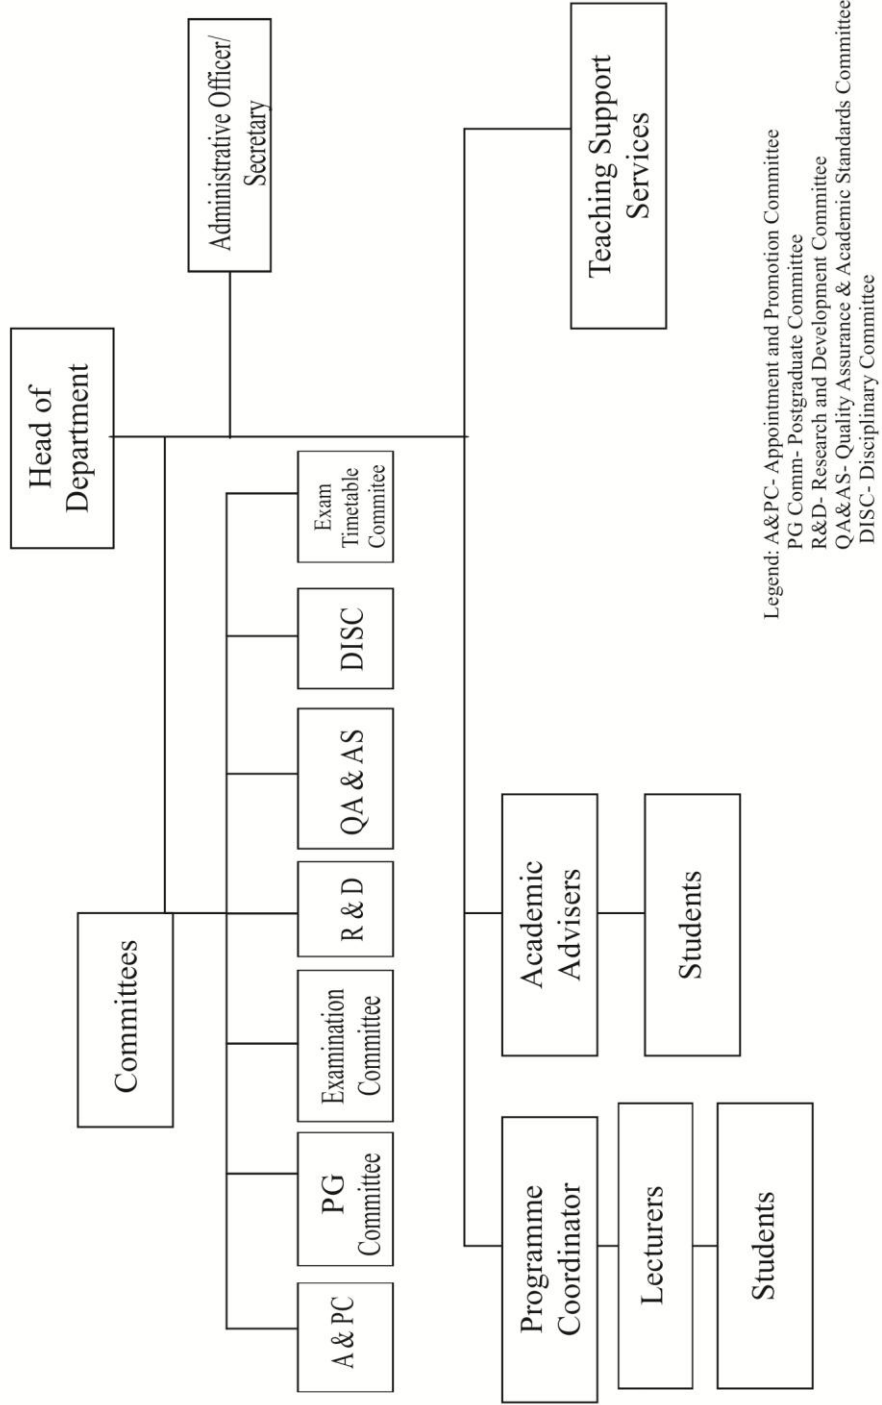 Head of
Department
Administrative Officer/
Secretary
Committees
A & PC
PG
Committee
Examination
Committee
R & D
QA & AS
DISC
Exam
Timetable
Commitee
Programme
Coordinator
Lecturers
Students
Academic
Advisers
Students
Teaching Support
Services
Legend: A&PC- Appointment and Promotion Committee
PG Comm- Postgraduate Committee
R&D- Research and Development Committee
QA&AS- Quality Assurance & Academic Standards Committee
DISC- Disciplinary Committee